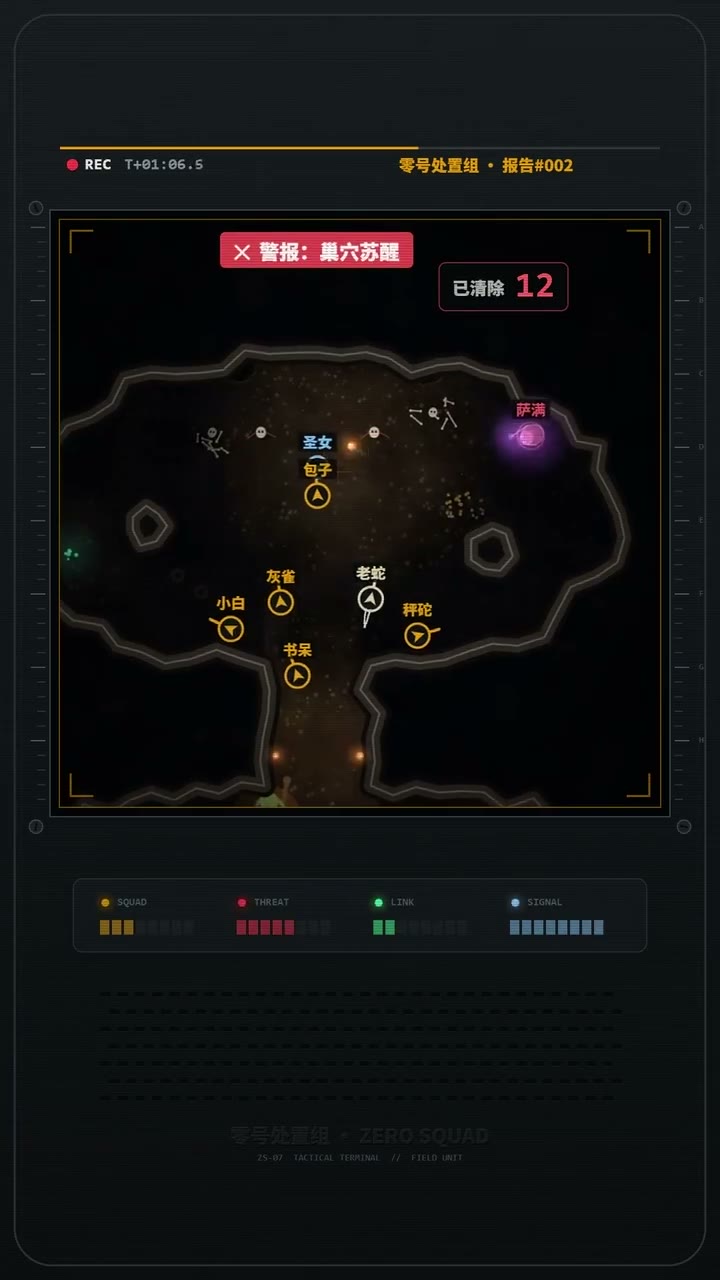 REC T+01:06.5
零号处置组 • 报告#002
警报：巢穴苏醒
已清除 12
萨满
圣女
包子
灰雀
老蛇
小白
秤砣
书呆
SQUAD THREAT LINK SIGNAL
零号处置组 • ZERO SQUAD
ZS-07 TACTICAL TERMINAL // FIELD UNIT